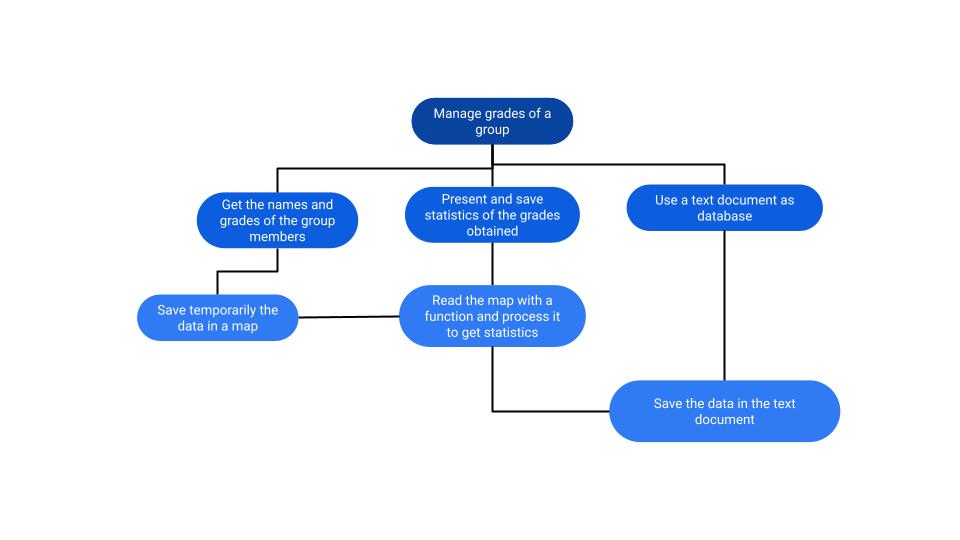 Manage grades of a
group
Get the names and
grades of the group
members
Present and save
statistics of the grades
obtained
Use a text document as
database
Save temporarily the
data in a map
Read the map with a
function and process it
to get statistics
Save the data in the text
document